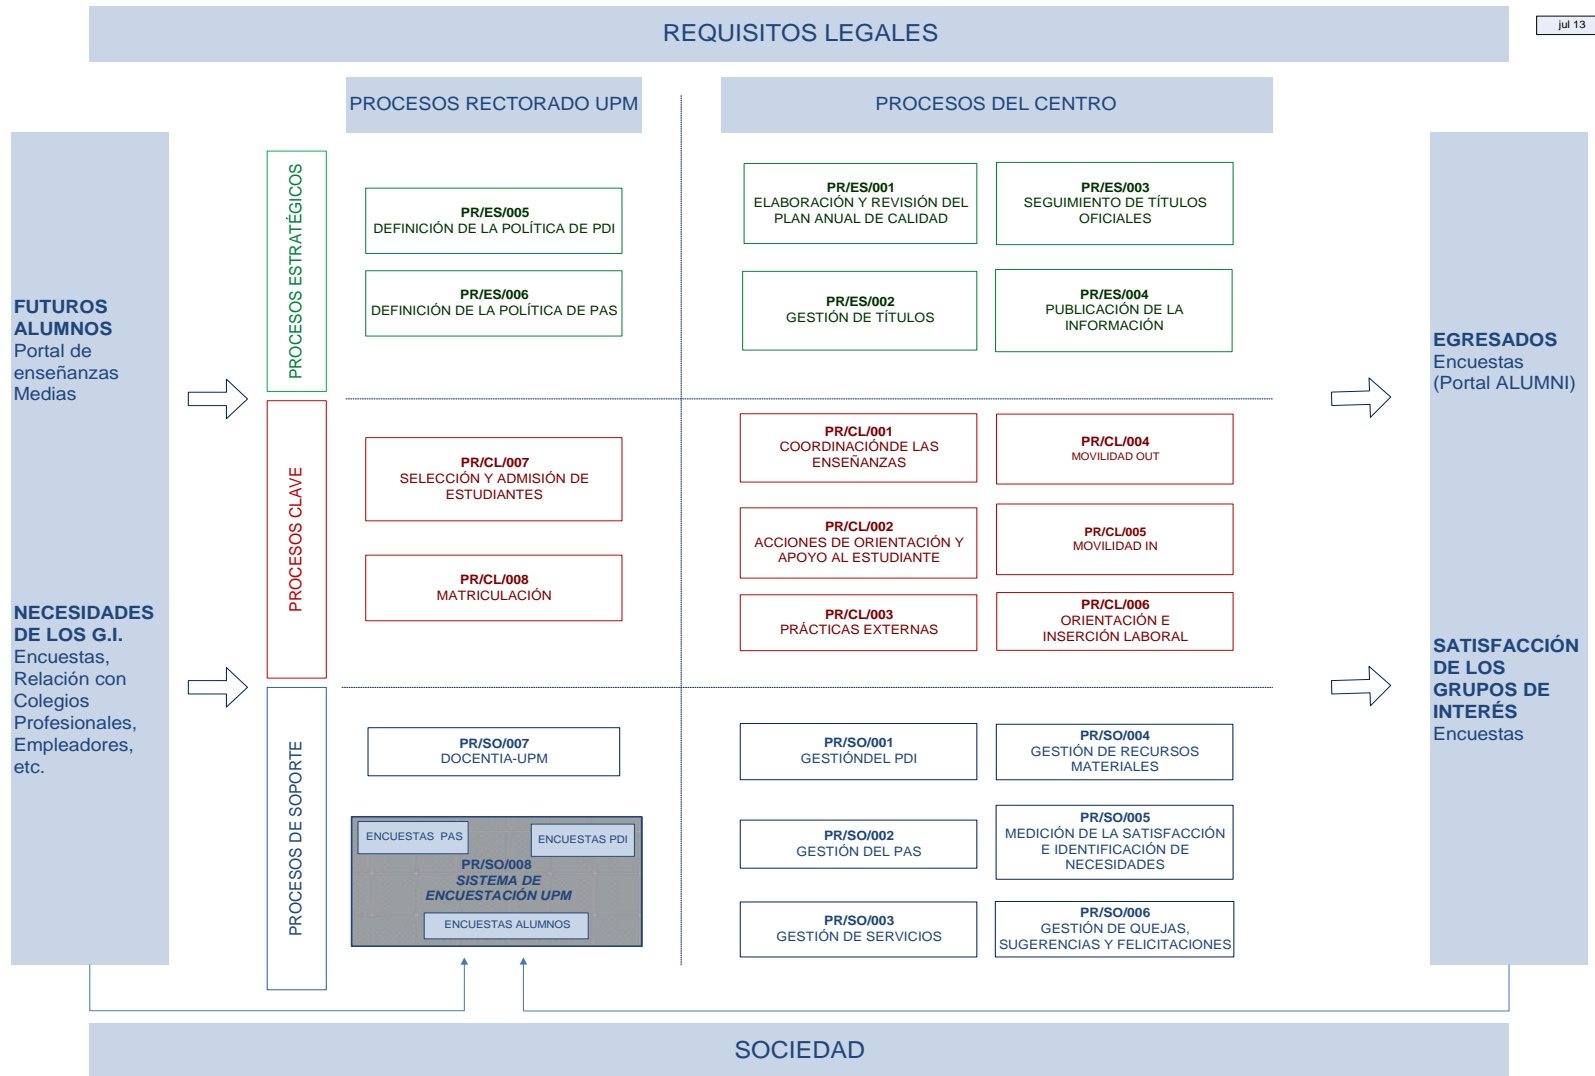 REQUISITOS LEGALES
jul 13
PROCESOS RECTORADO UPM
PROCESOS DEL CENTRO
FUTUROS
ALUMNOS
Portal de
enseñanzas
Medias
NECESIDADES
DE LOS G.I.
Encuestas,
Relación con
Colegios
Profesionales,
Empleadores,
etc.
PROCESOS ESTRATÉGICOS
PR/ES/005
DEFINICIÓN DE LA POLÍTICA DE PDI
PR/ES/006
DEFINICIÓN DE LA POLÍTICA DE PAS
PR/ES/001
ELABORACIÓN Y REVISIÓN DEL
PLAN ANUAL DE CALIDAD
PR/ES/003
SEGUIMIENTO DE TÍTULOS
OFICIALES
PR/ES/002
GESTIÓN DE TÍTULOS
PR/ES/004
PUBLICACIÓN DE LA
INFORMACIÓN
PROCESOS CLAVE
PR/CL/007
SELECCIÓN Y ADMISIÓN DE
ESTUDIANTES
PR/CL/008
MATRICULACIÓN
PR/CL/001
COORDINACIÓNDE LAS
ENSEÑANZAS
PR/CL/004
MOVILIDAD OUT
PR/CL/002
ACCIONES DE ORIENTACIÓN Y
APOYO AL ESTUDIANTE
PR/CL/005
MOVILIDAD IN
PR/CL/003
PRÁCTICAS EXTERNAS
PR/CL/006
ORIENTACIÓN E
INSERCIÓN LABORAL
PROCESOS DE SOPORTE
PR/SO/007
DOCENTIA-UPM
ENCUESTAS PAS
ENCUESTAS PDI
PR/SO/008
SISTEMA DE
ENCUESTACIÓN UPM
ENCUESTAS ALUMNOS
PR/SO/001
GESTIÓNDEL PDI
PR/SO/004
GESTIÓN DE RECURSOS
MATERIALES
PR/SO/002
GESTIÓN DEL PAS
PR/SO/005
MEDICIÓN DE LA SATISFACCIÓN
E IDENTIFICACIÓN DE
NECESIDADES
PR/SO/003
GESTIÓN DE SERVICIOS
PR/SO/006
GESTIÓN DE QUEJAS,
SUGERENCIAS Y FELICITACIONES
EGRESADOS
Encuestas
(Portal ALUMNI)
SATISFACCIÓN
DE LOS
GRUPOS DE
INTERÉS
Encuestas
SOCIEDAD